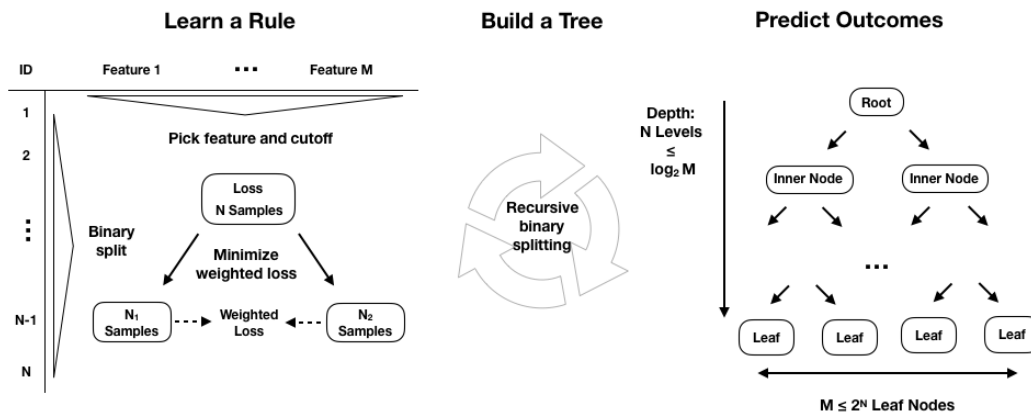 Learn a Rule
Build a Tree
Predict Outcomes
ID
Feature 1
...
Feature M
1
2
⋮
N-1
N
Pick feature and cutoff
Loss
N Samples
Binary
split
Minimize
weighted loss
N₁
Samples
Weighted
Loss
N₂
Samples
Recursive
binary
splitting
Depth:
N Levels
≤
log₂ M
Root
Inner Node
Inner Node
...
Leaf
Leaf
Leaf
Leaf
M ≤ 2ᴺ Leaf Nodes